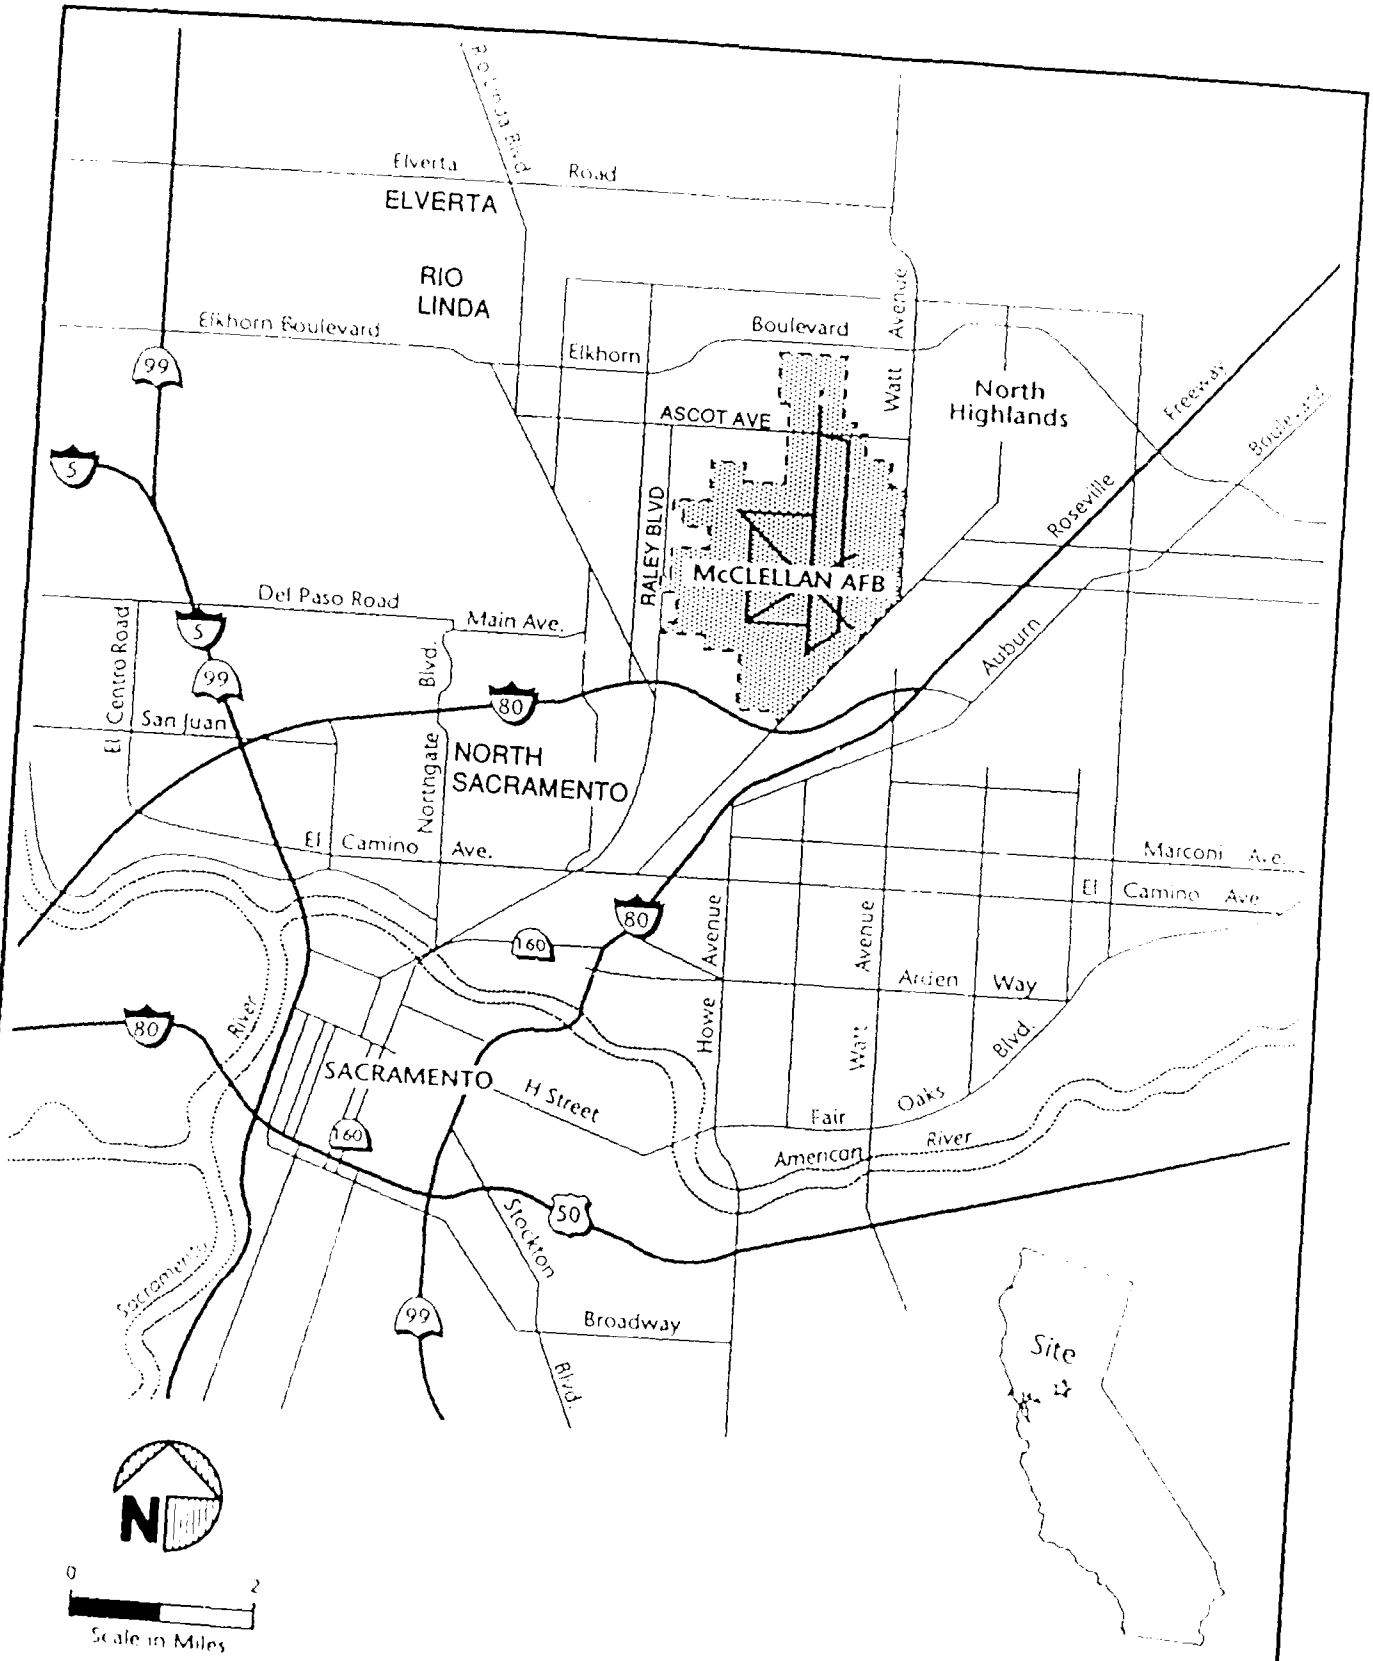 Blvd
Elverta Road
ELVERTA
RIO
LINDA
Elkhorn Boulevard
Elkhorn
Boulevard
Avenue
Watt
99
North
Highlands
Freeway
Roseville
Boulevard
Auburn
ASCOT AVE
RALEY BLVD
McCLELLAN AFB
5
5
99
Del Paso Road
Main Ave.
El Centro Road
San Juan
Blvd.
Northgate
80
NORTH
SACRAMENTO
El Camino Ave.
Marconi Ave.
El Camino Ave
80
160
Howe Avenue
Watt Avenue
Arden Way
80
River
SACRAMENTO
H Street
160
Fair Oaks Blvd.
American River
50
Stockton
Blvd.
Sacramento
99
Broadway
Site
N
0 2
Scale in Miles